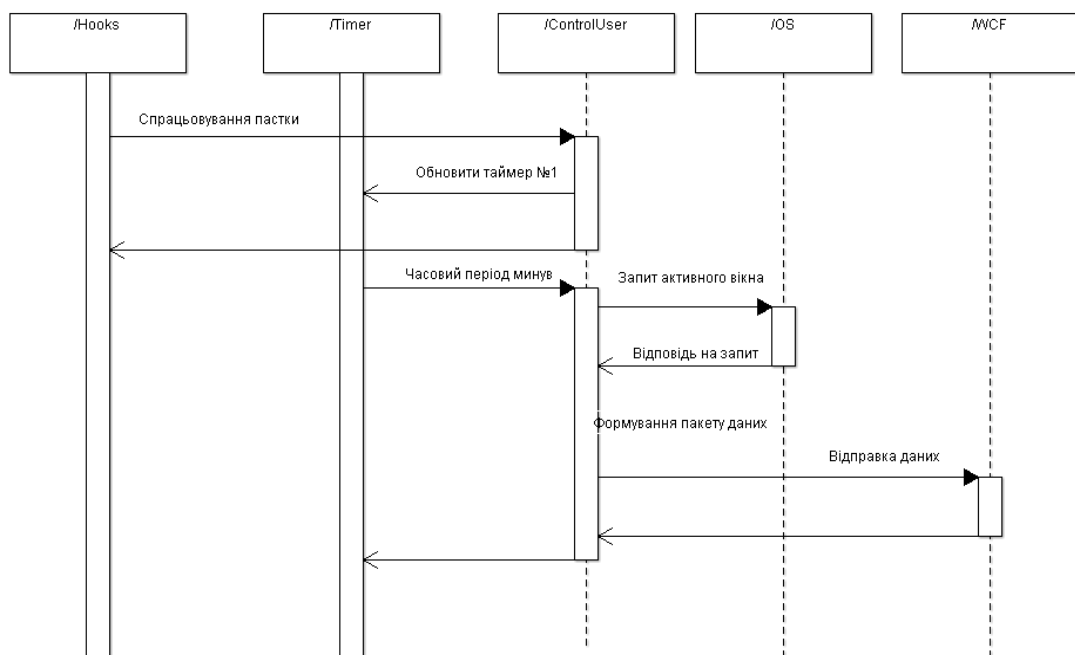 /Hooks
/Timer
/ControlUser
/OS
/WCF
Спрацьовування пастки
Обновити таймер №1
Часовий період минув
Запит активного вікна
Відповідь на запит
Формування пакету даних
Відправка даних